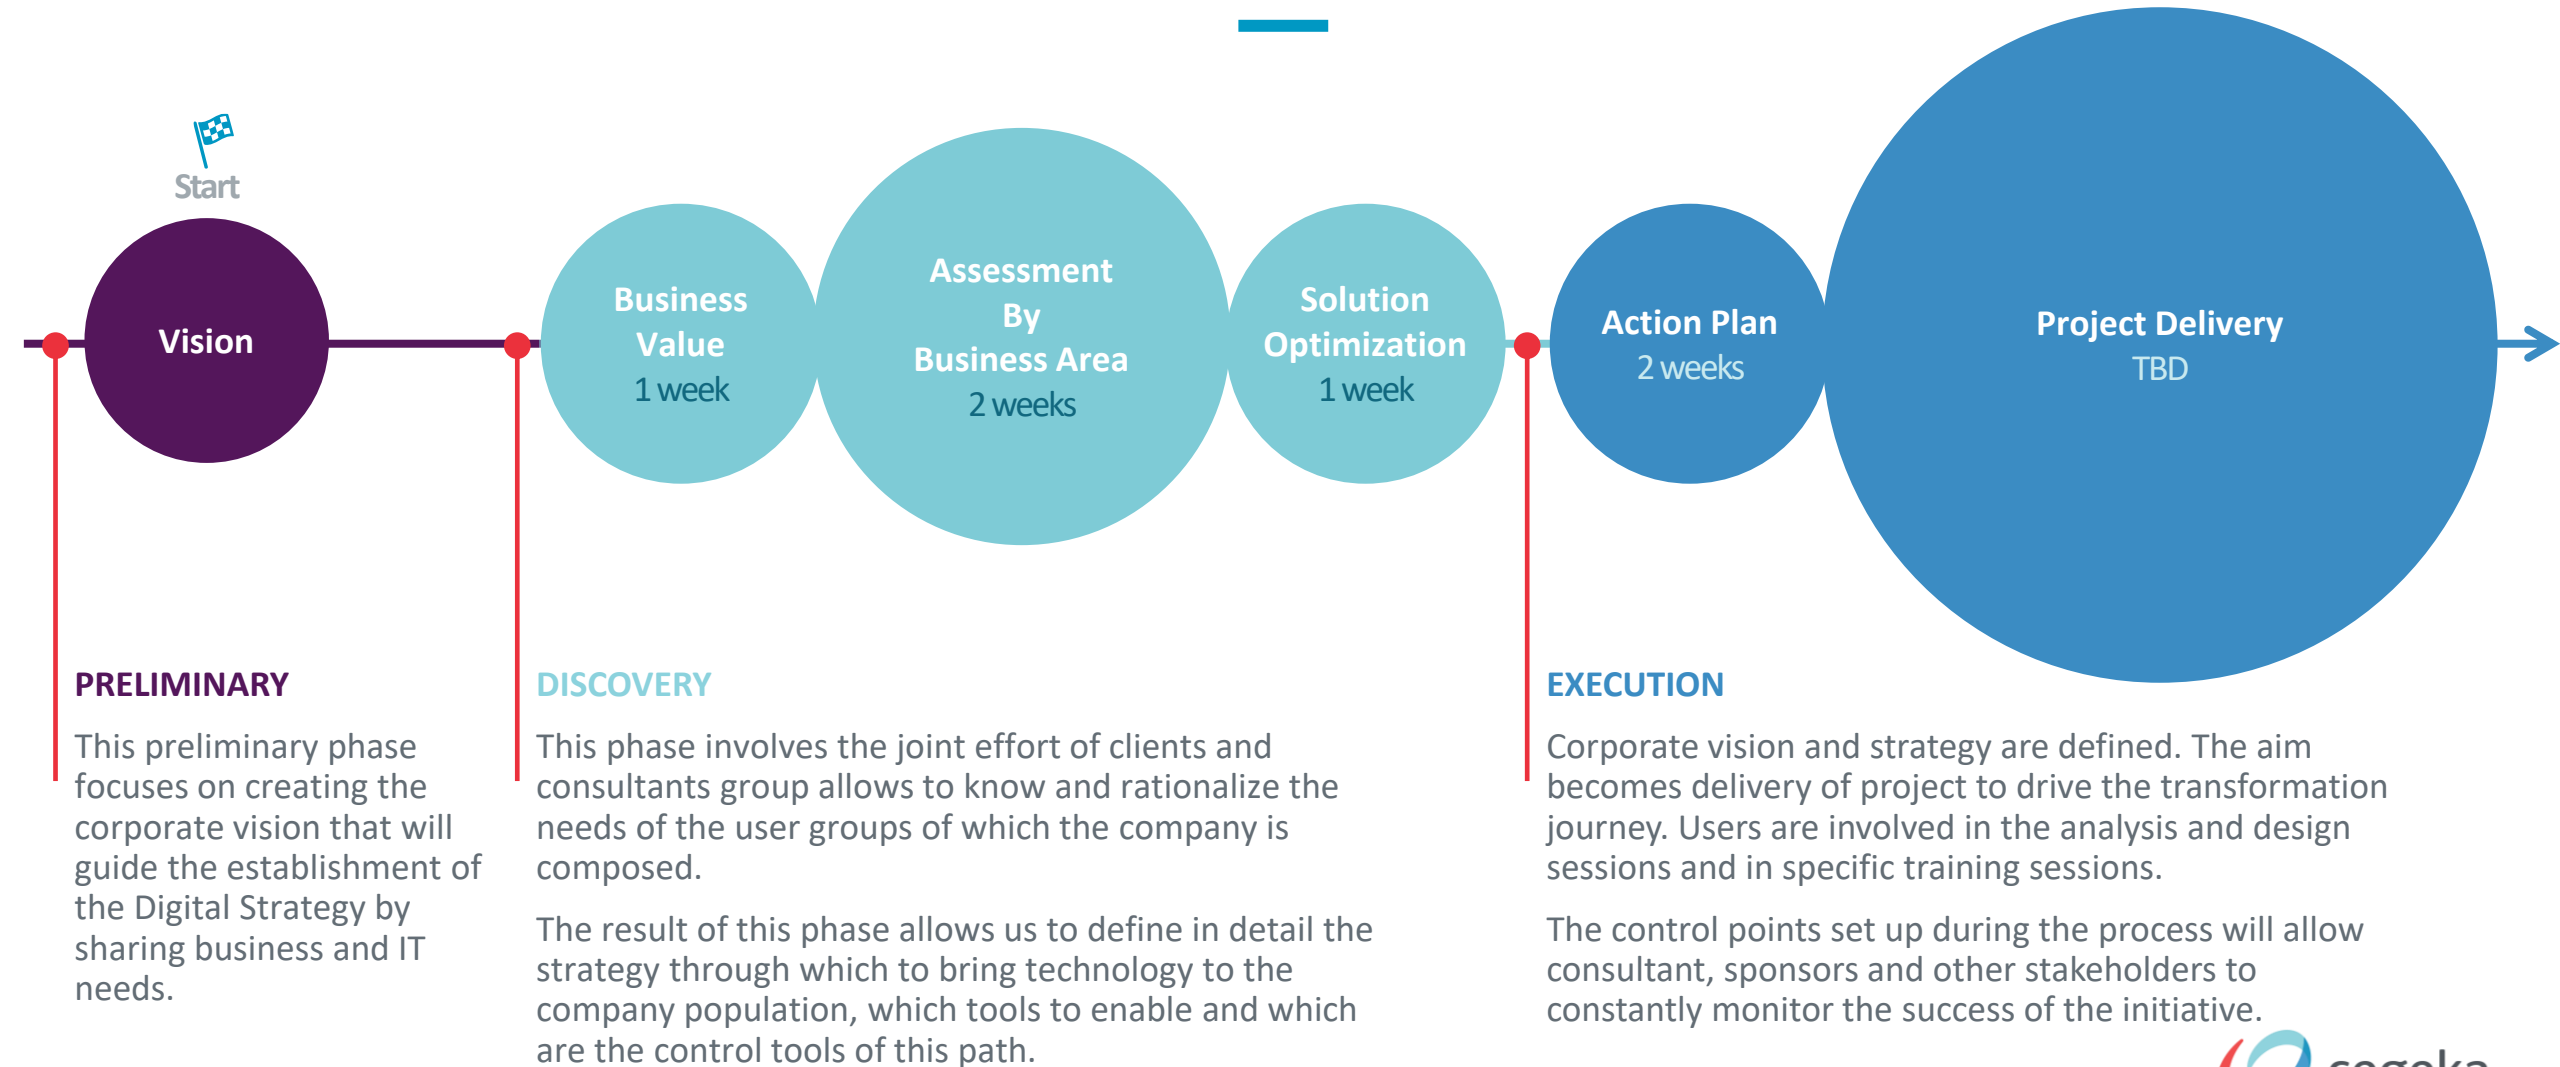 Start
Vision
Business
Value
1 week
Assessment
By
Business Area
2 weeks
Solution
Optimization
1 week
Action Plan
2 weeks
Project Delivery
TBD
PRELIMINARY
This preliminary phase
focuses on creating the
corporate vision that will
guide the establishment of
the Digital Strategy by
sharing business and IT
needs.
DISCOVERY
This phase involves the joint effort of clients and
consultants group allows to know and rationalize the
needs of the user groups of which the company is
composed.
The result of this phase allows us to define in detail the
strategy through which to bring technology to the
company population, which tools to enable and which
are the control tools of this path.
EXECUTION
Corporate vision and strategy are defined. The aim
becomes delivery of project to drive the transformation
journey. Users are involved in the analysis and design
sessions and in specific training sessions.
The control points set up during the process will allow
consultant, sponsors and other stakeholders to
constantly monitor the success of the initiative.